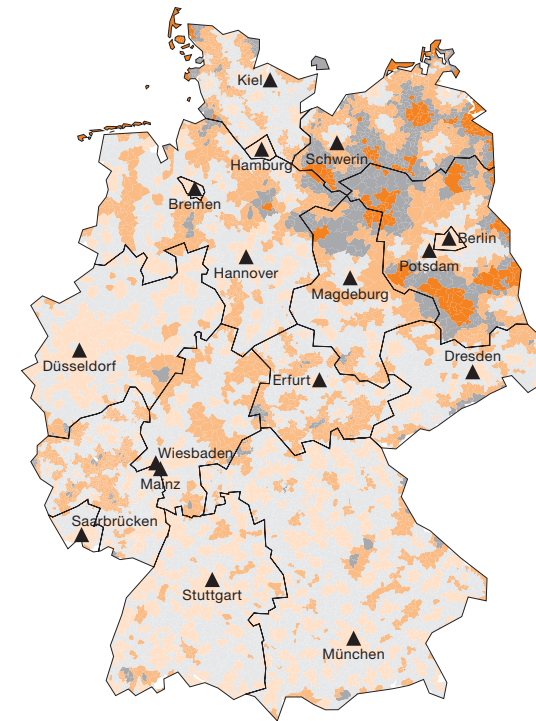 Kiel
Hamburg
Schwerin
Bremen
Berlin
Hannover
Potsdam
Magdeburg
Düsseldorf
Dresden
Erfurt
Wiesbaden
Mainz
Saarbrücken
Stuttgart
München